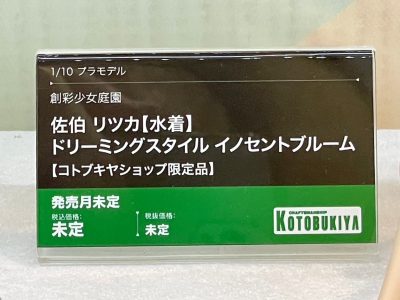 1/10 プラモデル
創彩少女庭園
佐伯 リツカ【水着】
ドリーミングスタイル イノセントブルーム
【コトブキヤショップ限定品】
発売月未定
税込価格: 税抜価格:
未定 未定
CRAFTSMANSHIP
KOTOBUKIYA